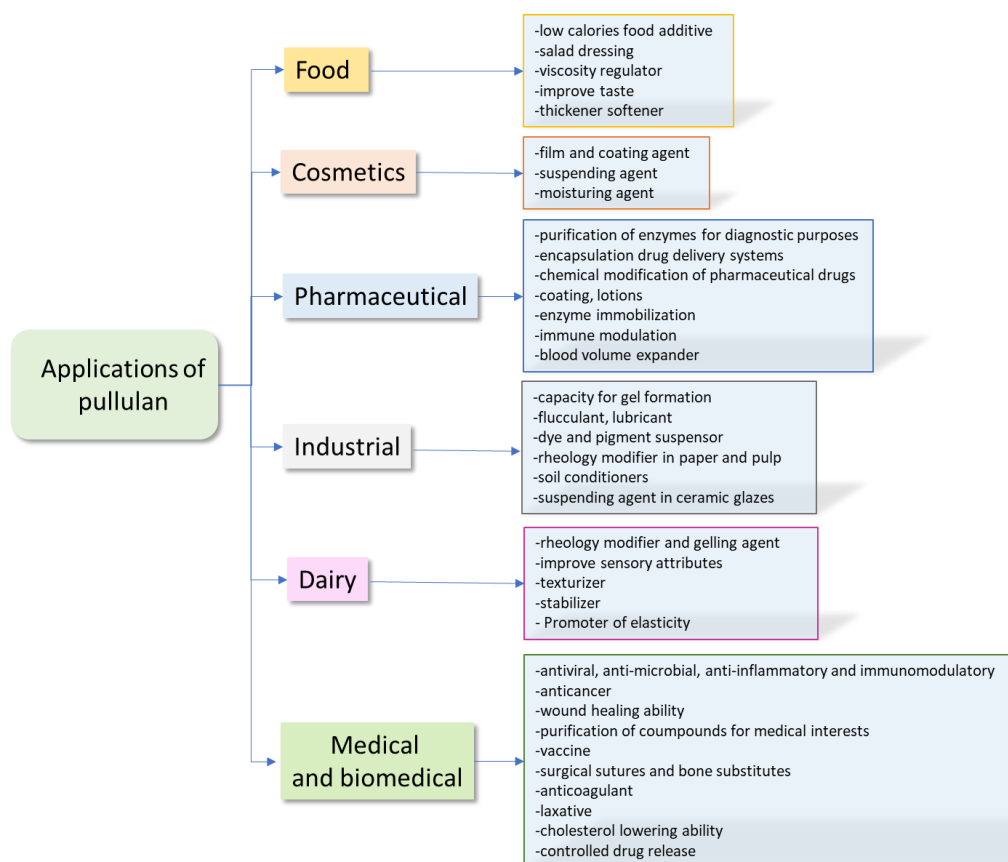 Applications of
pullulan
Food
-low calories food additive
-salad dressing
-viscosity regulator
-improve taste
-thickener softener
Cosmetics
-film and coating agent
-suspending agent
-moisturing agent
Pharmaceutical
-purification of enzymes for diagnostic purposes
-encapsulation drug delivery systems
-chemical modification of pharmaceutical drugs
-coating, lotions
-enzyme immobilization
-immune modulation
-blood volume expander
Industrial
-capacity for gel formation
-flucculant, lubricant
-dye and pigment suspensor
-rheology modifier in paper and pulp
-soil conditioners
-suspending agent in ceramic glazes
Dairy
-rheology modifier and gelling agent
-improve sensory attributes
-texturizer
-stabilizer
- Promoter of elasticity
Medical
and biomedical
-antiviral, anti-microbial, anti-inflammatory and immunomodulatory
-anticancer
-wound healing ability
-purification of coumpounds for medical interests
-vaccine
-surgical sutures and bone substitutes
-anticoagulant
-laxative
-cholesterol lowering ability
-controlled drug release